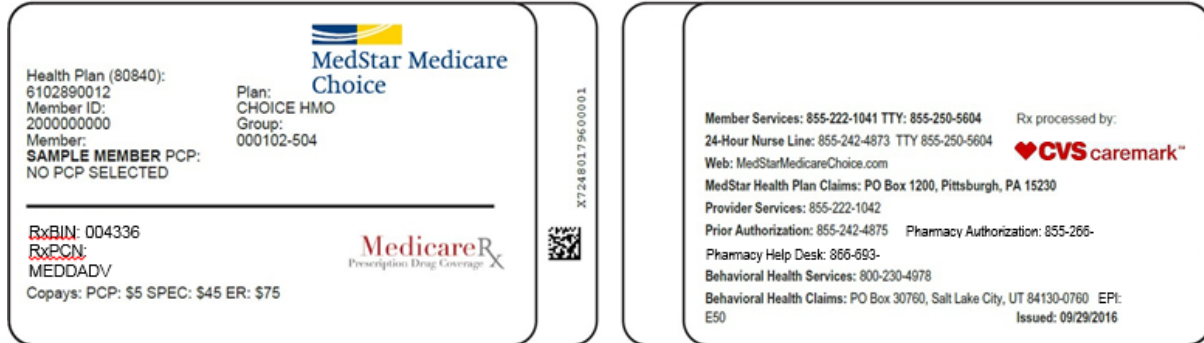 MedStar Medicare
Choice
Health Plan (80840):
6102890012
Member ID:
2000000000
Member:
SAMPLE MEMBER PCP:
NO PCP SELECTED
Plan:
CHOICE HMO
Group:
000102-504
RxBIN: 004336
RxPCN:
MEDDADV
Copays: PCP: $5 SPEC: $45 ER: $75
MedicareRx
Prescription Drug Coverage
X72480179600001
Member Services: 855-222-1041 TTY: 855-250-5604
24-Hour Nurse Line: 855-242-4873 TTY 855-250-5604
Web: MedStarMedicareChoice.com
MedStar Health Plan Claims: PO Box 1200, Pittsburgh, PA 15230
Provider Services: 855-222-1042
Prior Authorization: 855-242-4875 Pharmacy Authorization: 855-266-
Pharmacy Help Desk: 866-693-
Behavioral Health Services: 800-230-4978
Behavioral Health Claims: PO Box 30760, Salt Lake City, UT 84130-0760 EPI:
E50
Issued: 09/29/2016
Rx processed by:
CVS caremark™